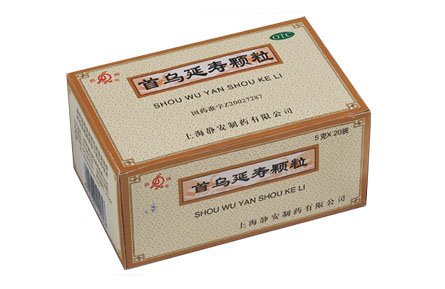 OTC
首乌延寿颗粒
SHOU WU YAN SHOU KE LI
国药准字Z20027287
上海静安制药有限公司
5克X20袋
首乌延寿颗粒
SHOU WU YAN SHOU KE LI
上海静安制药有限公司